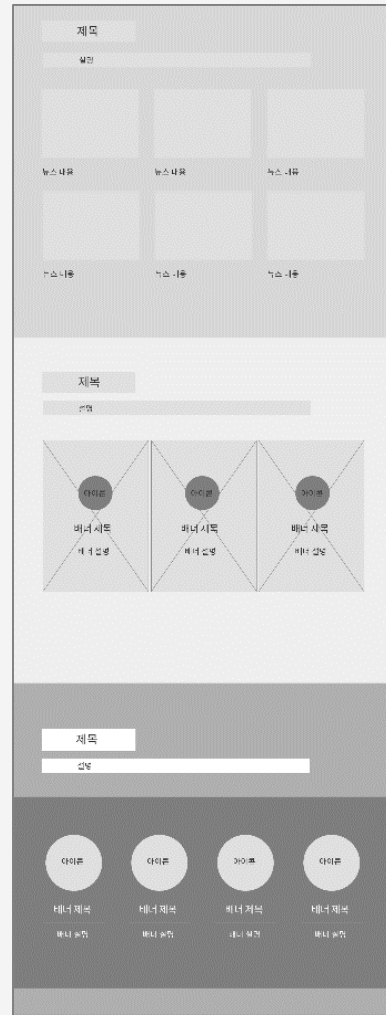 제목
설명
뉴스 내용 뉴스 내용 뉴스 내용
뉴스 내용 뉴스 내용 뉴스 내용
제목
설명
아이콘 아이콘 아이콘
배너 제목 배너 제목 배너 제목
배너 설명 배너 설명 배너 설명
제목
설명
아이콘 아이콘 아이콘 아이콘
배너 제목 배너 제목 배너 제목 배너 제목
배너 설명 배너 설명 배너 설명 배너 설명